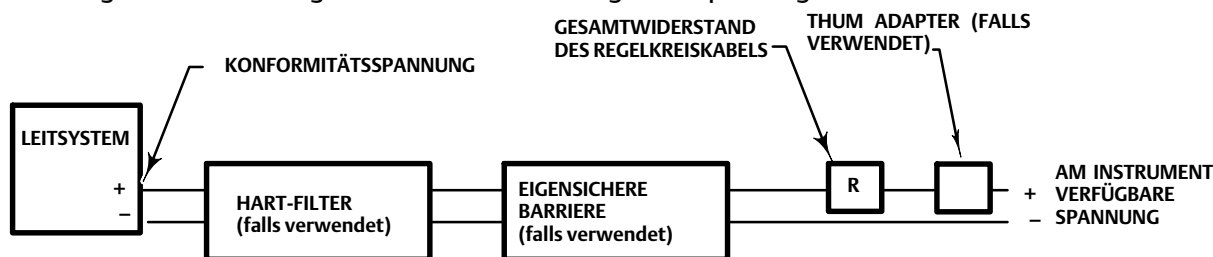 GESAMTWIDERSTAND
DES REGELKREISKABELS
THUM ADAPTER (FALLS
VERWENDET)
KONFORMITÄTSSPANNUNG
LEITSYSTEM
+
–
HART-FILTER
(falls verwendet)
EIGENSICHERE
BARRIERE
(falls verwendet)
R
+
–
AM INSTRUMENT
VERFÜGBARE
SPANNUNG